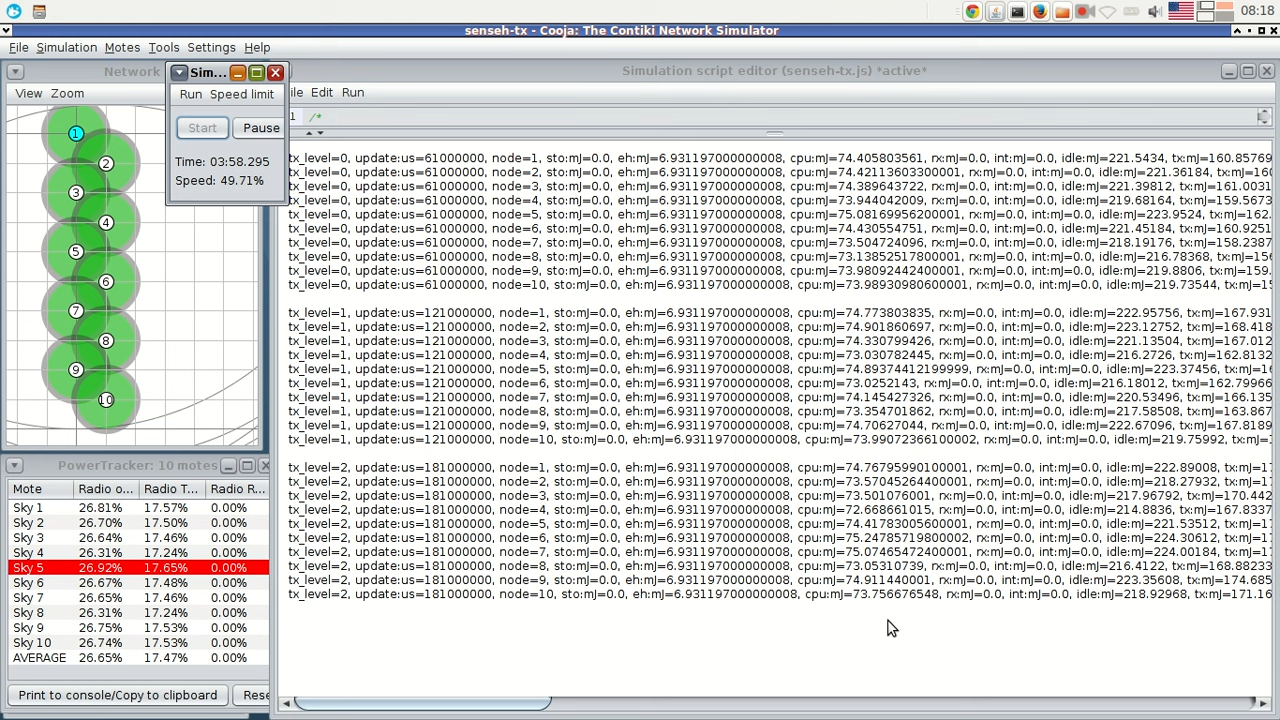 08:18
senseh-tx - Cooja: The Contiki Network Simulator
File Simulation Motes Tools Settings Help
Network
View Zoom
1
2
3
4
5
6
7
8
9
10
Sim...
Run Speed limit
Start Pause
Time: 03:58.295
Speed: 49.71%
Simulation script editor (senseh-tx.js) *active*
ile Edit Run
1 /*
tx_level=0, update:us=61000000, node=1, sto:mJ=0.0, eh:mJ=6.931197000000008, cpu:mJ=74.405803561, rx:mJ=0.0, int:mJ=0.0, idle:mJ=221.5434, tx:mJ=160.85769
tx_level=0, update:us=61000000, node=2, sto:mJ=0.0, eh:mJ=6.931197000000008, cpu:mJ=74.42113603300001, rx:mJ=0.0, int:mJ=0.0, idle:mJ=221.36184, tx:mJ=160
tx_level=0, update:us=61000000, node=3, sto:mJ=0.0, eh:mJ=6.931197000000008, cpu:mJ=74.389643722, rx:mJ=0.0, int:mJ=0.0, idle:mJ=221.39812, tx:mJ=161.0031
tx_level=0, update:us=61000000, node=4, sto:mJ=0.0, eh:mJ=6.931197000000008, cpu:mJ=73.944042009, rx:mJ=0.0, int:mJ=0.0, idle:mJ=219.68164, tx:mJ=159.5673
tx_level=0, update:us=61000000, node=5, sto:mJ=0.0, eh:mJ=6.931197000000008, cpu:mJ=75.08169956200001, rx:mJ=0.0, int:mJ=0.0, idle:mJ=223.9524, tx:mJ=162.
tx_level=0, update:us=61000000, node=6, sto:mJ=0.0, eh:mJ=6.931197000000008, cpu:mJ=74.430554751, rx:mJ=0.0, int:mJ=0.0, idle:mJ=221.45184, tx:mJ=160.9251
tx_level=0, update:us=61000000, node=7, sto:mJ=0.0, eh:mJ=6.931197000000008, cpu:mJ=73.504724096, rx:mJ=0.0, int:mJ=0.0, idle:mJ=218.19176, tx:mJ=158.2387
tx_level=0, update:us=61000000, node=8, sto:mJ=0.0, eh:mJ=6.931197000000008, cpu:mJ=73.13852517800001, rx:mJ=0.0, int:mJ=0.0, idle:mJ=216.78368, tx:mJ=156
tx_level=0, update:us=61000000, node=9, sto:mJ=0.0, eh:mJ=6.931197000000008, cpu:mJ=73.98092442400001, rx:mJ=0.0, int:mJ=0.0, idle:mJ=219.8806, tx:mJ=159.
tx_level=0, update:us=61000000, node=10, sto:mJ=0.0, eh:mJ=6.931197000000008, cpu:mJ=73.98930980600001, rx:mJ=0.0, int:mJ=0.0, idle:mJ=219.73544, tx:mJ=15
tx_level=1, update:us=121000000, node=1, sto:mJ=0.0, eh:mJ=6.931197000000008, cpu:mJ=74.773803835, rx:mJ=0.0, int:mJ=0.0, idle:mJ=222.95756, tx:mJ=167.931
tx_level=1, update:us=121000000, node=2, sto:mJ=0.0, eh:mJ=6.931197000000008, cpu:mJ=74.901860697, rx:mJ=0.0, int:mJ=0.0, idle:mJ=223.12752, tx:mJ=168.418
tx_level=1, update:us=121000000, node=3, sto:mJ=0.0, eh:mJ=6.931197000000008, cpu:mJ=74.330799426, rx:mJ=0.0, int:mJ=0.0, idle:mJ=221.13504, tx:mJ=167.012
tx_level=1, update:us=121000000, node=4, sto:mJ=0.0, eh:mJ=6.931197000000008, cpu:mJ=73.030782445, rx:mJ=0.0, int:mJ=0.0, idle:mJ=216.2726, tx:mJ=162.8132
tx_level=1, update:us=121000000, node=5, sto:mJ=0.0, eh:mJ=6.931197000000008, cpu:mJ=74.89374412199999, rx:mJ=0.0, int:mJ=0.0, idle:mJ=223.37456, tx:mJ=16
tx_level=1, update:us=121000000, node=6, sto:mJ=0.0, eh:mJ=6.931197000000008, cpu:mJ=73.0252143, rx:mJ=0.0, int:mJ=0.0, idle:mJ=216.18012, tx:mJ=162.79966
tx_level=1, update:us=121000000, node=7, sto:mJ=0.0, eh:mJ=6.931197000000008, cpu:mJ=74.145427326, rx:mJ=0.0, int:mJ=0.0, idle:mJ=220.53496, tx:mJ=166.135
tx_level=1, update:us=121000000, node=8, sto:mJ=0.0, eh:mJ=6.931197000000008, cpu:mJ=73.354701862, rx:mJ=0.0, int:mJ=0.0, idle:mJ=217.58508, tx:mJ=163.867
tx_level=1, update:us=121000000, node=9, sto:mJ=0.0, eh:mJ=6.931197000000008, cpu:mJ=74.70627044, rx:mJ=0.0, int:mJ=0.0, idle:mJ=222.67096, tx:mJ=167.8189
tx_level=1, update:us=121000000, node=10, sto:mJ=0.0, eh:mJ=6.931197000000008, cpu:mJ=73.99072366100002, rx:mJ=0.0, int:mJ=0.0, idle:mJ=219.75992, tx:mJ=1
tx_level=2, update:us=181000000, node=1, sto:mJ=0.0, eh:mJ=6.931197000000008, cpu:mJ=74.76795990100001, rx:mJ=0.0, int:mJ=0.0, idle:mJ=222.89008, tx:mJ=17
tx_level=2, update:us=181000000, node=2, sto:mJ=0.0, eh:mJ=6.931197000000008, cpu:mJ=73.57045264400001, rx:mJ=0.0, int:mJ=0.0, idle:mJ=218.27932, tx:mJ=17
tx_level=2, update:us=181000000, node=3, sto:mJ=0.0, eh:mJ=6.931197000000008, cpu:mJ=73.501076001, rx:mJ=0.0, int:mJ=0.0, idle:mJ=217.96792, tx:mJ=170.442
tx_level=2, update:us=181000000, node=4, sto:mJ=0.0, eh:mJ=6.931197000000008, cpu:mJ=72.668661015, rx:mJ=0.0, int:mJ=0.0, idle:mJ=214.8836, tx:mJ=167.8337
tx_level=2, update:us=181000000, node=5, sto:mJ=0.0, eh:mJ=6.931197000000008, cpu:mJ=74.41783005600001, rx:mJ=0.0, int:mJ=0.0, idle:mJ=221.53512, tx:mJ=17
tx_level=2, update:us=181000000, node=6, sto:mJ=0.0, eh:mJ=6.931197000000008, cpu:mJ=75.24785719800002, rx:mJ=0.0, int:mJ=0.0, idle:mJ=224.30612, tx:mJ=17
tx_level=2, update:us=181000000, node=7, sto:mJ=0.0, eh:mJ=6.931197000000008, cpu:mJ=75.07465472400001, rx:mJ=0.0, int:mJ=0.0, idle:mJ=224.00184, tx:mJ=17
tx_level=2, update:us=181000000, node=8, sto:mJ=0.0, eh:mJ=6.931197000000008, cpu:mJ=73.05310739, rx:mJ=0.0, int:mJ=0.0, idle:mJ=216.4122, tx:mJ=168.88233
tx_level=2, update:us=181000000, node=9, sto:mJ=0.0, eh:mJ=6.931197000000008, cpu:mJ=74.911440001, rx:mJ=0.0, int:mJ=0.0, idle:mJ=223.35608, tx:mJ=174.685
tx_level=2, update:us=181000000, node=10, sto:mJ=0.0, eh:mJ=6.931197000000008, cpu:mJ=73.756676548, rx:mJ=0.0, int:mJ=0.0, idle:mJ=218.92968, tx:mJ=171.16
PowerTracker: 10 motes
Mote Radio o... Radio T... Radio R...
Sky 1 26.81% 17.57% 0.00%
Sky 2 26.70% 17.50% 0.00%
Sky 3 26.64% 17.46% 0.00%
Sky 4 26.31% 17.24% 0.00%
Sky 5 26.92% 17.65% 0.00%
Sky 6 26.67% 17.48% 0.00%
Sky 7 26.65% 17.46% 0.00%
Sky 8 26.31% 17.24% 0.00%
Sky 9 26.75% 17.53% 0.00%
Sky 10 26.74% 17.53% 0.00%
AVERAGE 26.65% 17.47% 0.00%
Print to console/Copy to clipboard Rese